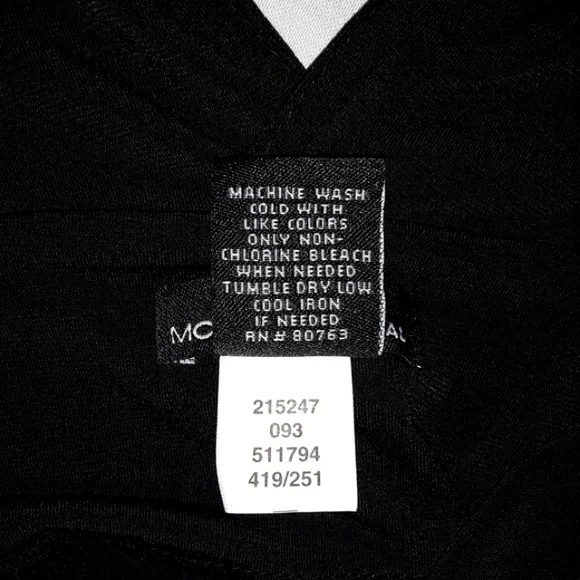 MACHINE WASH
COLD WITH
LIKE COLORS
ONLY NON-
CHLORINE BLEACH
WHEN NEEDED
TUMBLE DRY LOW
COOL IRON
IF NEEDED
RN# 80763
215247
093
511794
419/251